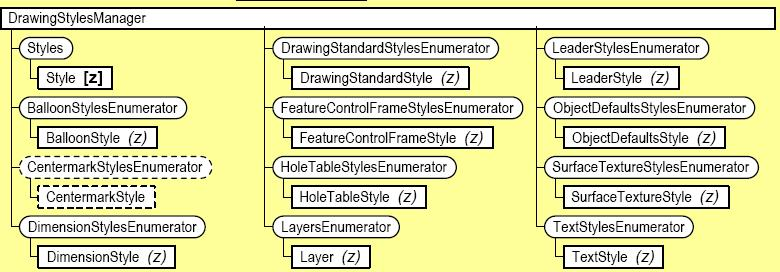 DrawingStylesManager
Styles
Style [z]
BalloonStylesEnumerator
BalloonStyle (z)
CentermarkStylesEnumerator
CentermarkStyle
DimensionStylesEnumerator
DimensionStyle (z)
DrawingStandardStylesEnumerator
DrawingStandardStyle (z)
FeatureControlFrameStylesEnumerator
FeatureControlFrameStyle (z)
HoleTableStylesEnumerator
HoleTableStyle (z)
LayersEnumerator
Layer (z)
LeaderStylesEnumerator
LeaderStyle (z)
ObjectDefaultsStylesEnumerator
ObjectDefaultsStyle (z)
SurfaceTextureStylesEnumerator
SurfaceTextureStyle (z)
TextStylesEnumerator
TextStyle (z)